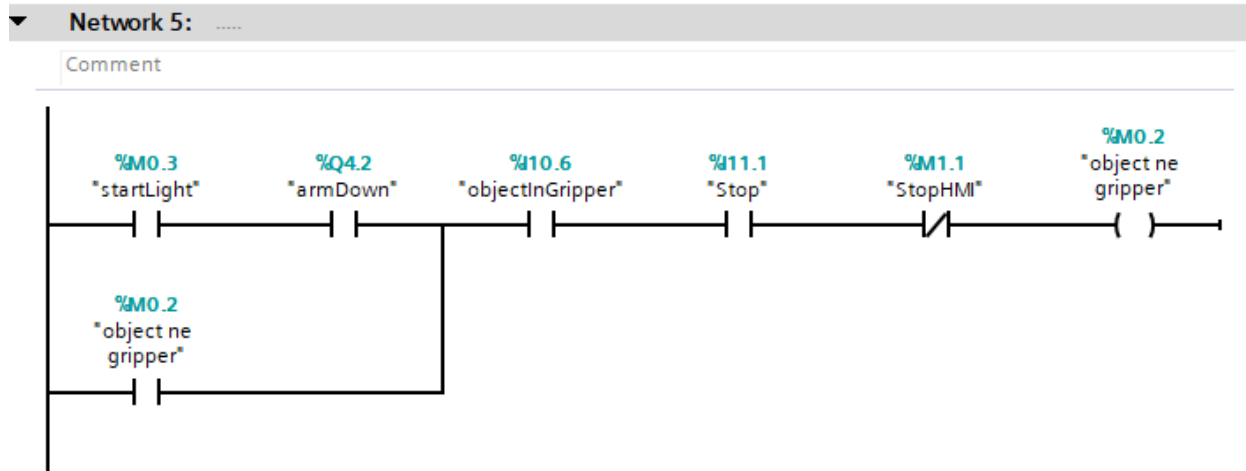 Network 5: .....
Comment
%M0.3
"startLight"
%Q4.2
"armDown"
%I10.6
"objectInGripper"
%I11.1
"Stop"
%M1.1
"StopHMI"
%M0.2
"object ne
gripper"
%M0.2
"object ne
gripper"